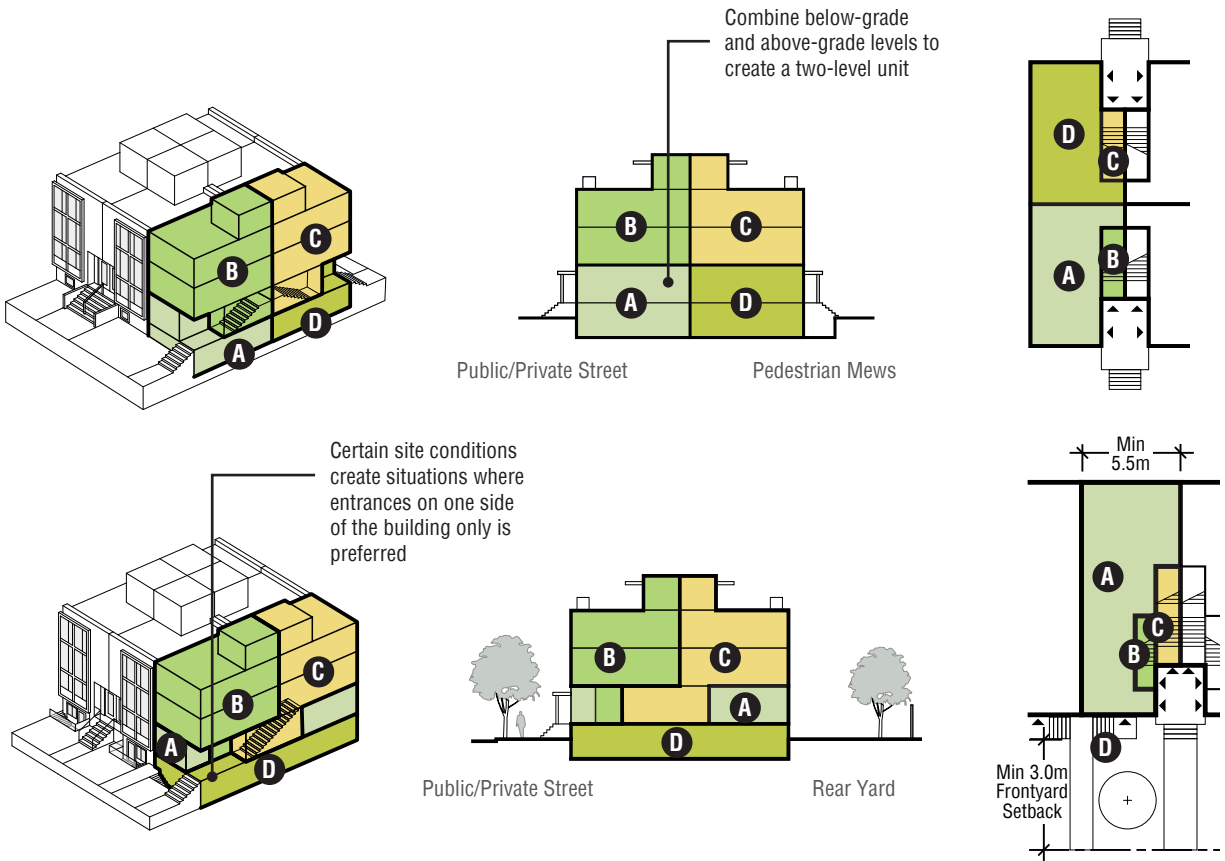 Combine below-grade
and above-grade levels to
create a two-level unit
B
C
A
D
B
C
A
D
Public/Private Street
Pedestrian Mews
D
C
A
B
Certain site conditions
create situations where
entrances on one side
of the building only is
preferred
C
B
A
D
B
C
A
D
Public/Private Street
Rear Yard
Min
5.5m
A
C
B
D
Min 3.0m
Frontyard
Setback